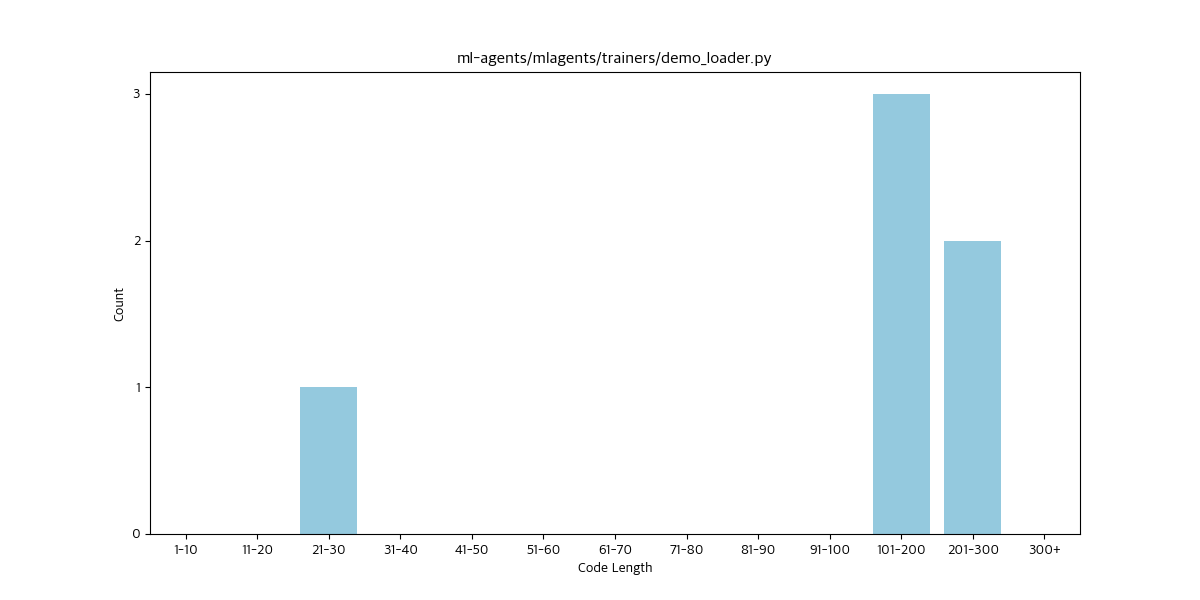 ml-agents/mlagents/trainers/demo_loader.py
3
2
1
0
Count
1-10 11-20 21-30 31-40 41-50 51-60 61-70 71-80 81-90 91-100 101-200 201-300 300+
Code Length